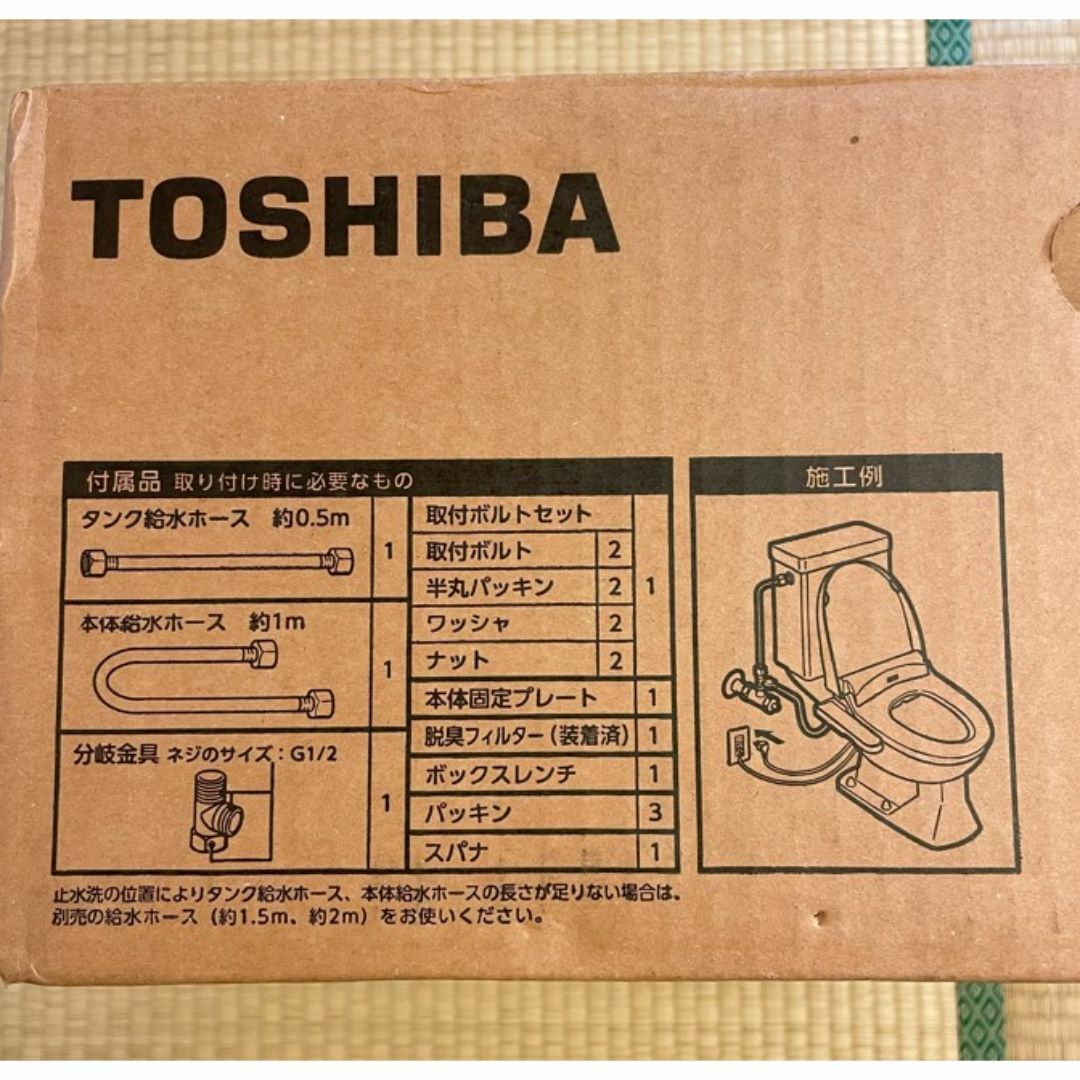 TOSHIBA
付属品 取り付け時に必要なもの
タンク給水ホース 約0.5m
1
本体給水ホース 約1m
1
分岐金具 ネジのサイズ:G1/2
1
取付ボルトセット
1
取付ボルト 2
半丸パッキン 2
ワッシャ 2
ナット 2
本体固定プレート 1
脱臭フィルター(装着済) 1
ボックスレンチ 1
パッキン 3
スパナ 1
施工例
止水洗の位置によりタンク給水ホース、本体給水ホースの長さが足りない場合は、
別売の給水ホース(約1.5m、約2m)をお使いください。